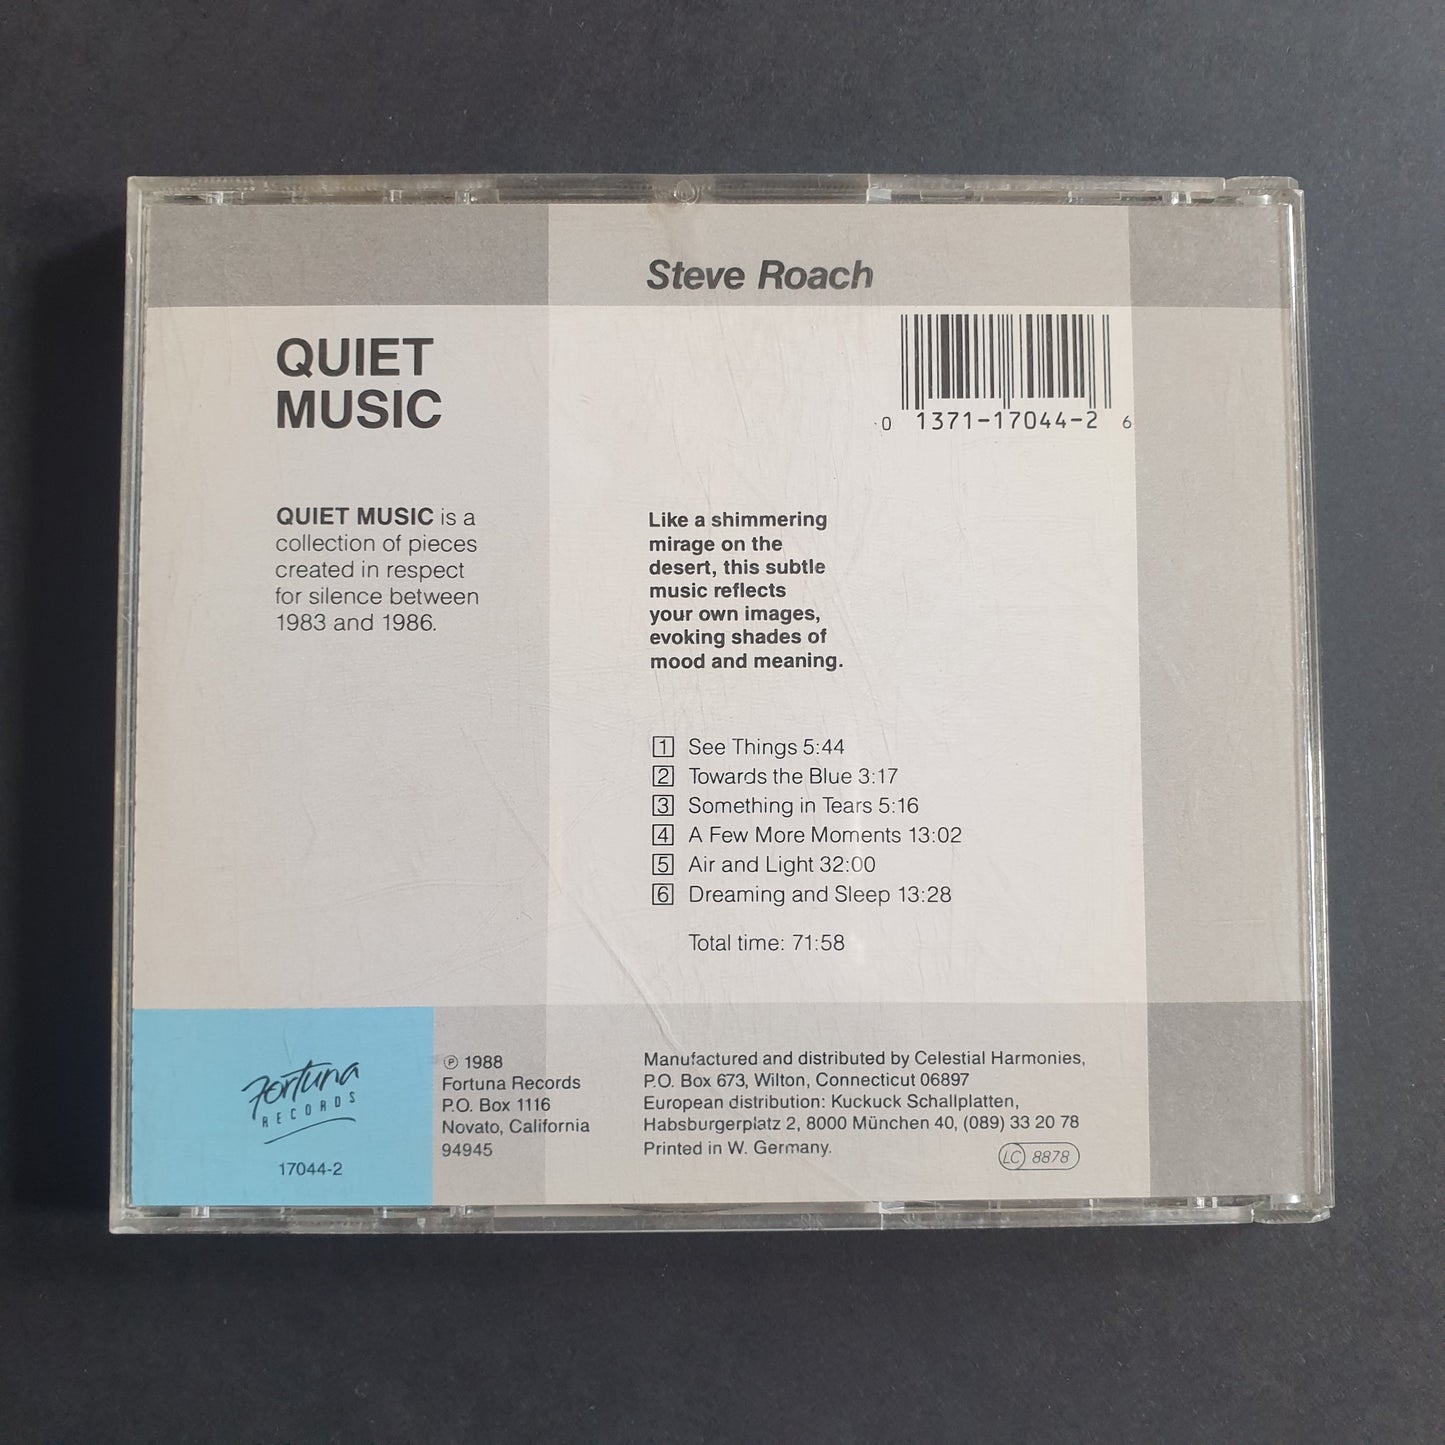 Steve Roach
QUIET
MUSIC
0 1371-17044-2 6
QUIET MUSIC is a
collection of pieces
created in respect
for silence between
1983 and 1986.
Like a shimmering
mirage on the
desert, this subtle
music reflects
your own images,
evoking shades of
mood and meaning.
1 See Things 5:44
2 Towards the Blue 3:17
3 Something in Tears 5:16
4 A Few More Moments 13:02
5 Air and Light 32:00
6 Dreaming and Sleep 13:28
Total time: 71:58
Fortuna
RECORDS
17044-2
℗ 1988
Fortuna Records
P.O. Box 1116
Novato, California
94945
Manufactured and distributed by Celestial Harmonies,
P.O. Box 673, Wilton, Connecticut 06897
European distribution: Kuckuck Schallplatten,
Habsburgerplatz 2, 8000 München 40, (089) 33 20 78
Printed in W. Germany.
LC 8878